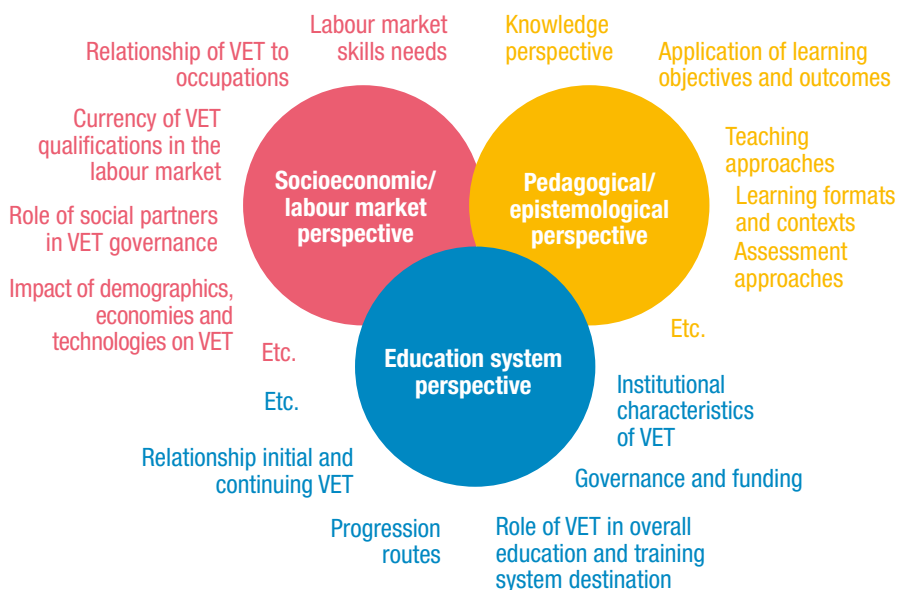 Labour market
skills needs
Relationship of VET to
occupations
Currency of VET
qualifications in the
labour market
Role of social partners
in VET governance
Impact of demographics,
economies and
technologies on VET
Etc.
Socioeconomic/
labour market
perspective
Knowledge
perspective
Application of learning
objectives and outcomes
Teaching
approaches
Learning formats
and contexts
Assessment
approaches
Etc.
Pedagogical/
epistemological
perspective
Education system
perspective
Etc.
Relationship initial and
continuing VET
Progression
routes
Institutional
characteristics
of VET
Governance and funding
Role of VET in overall
education and training
system destination